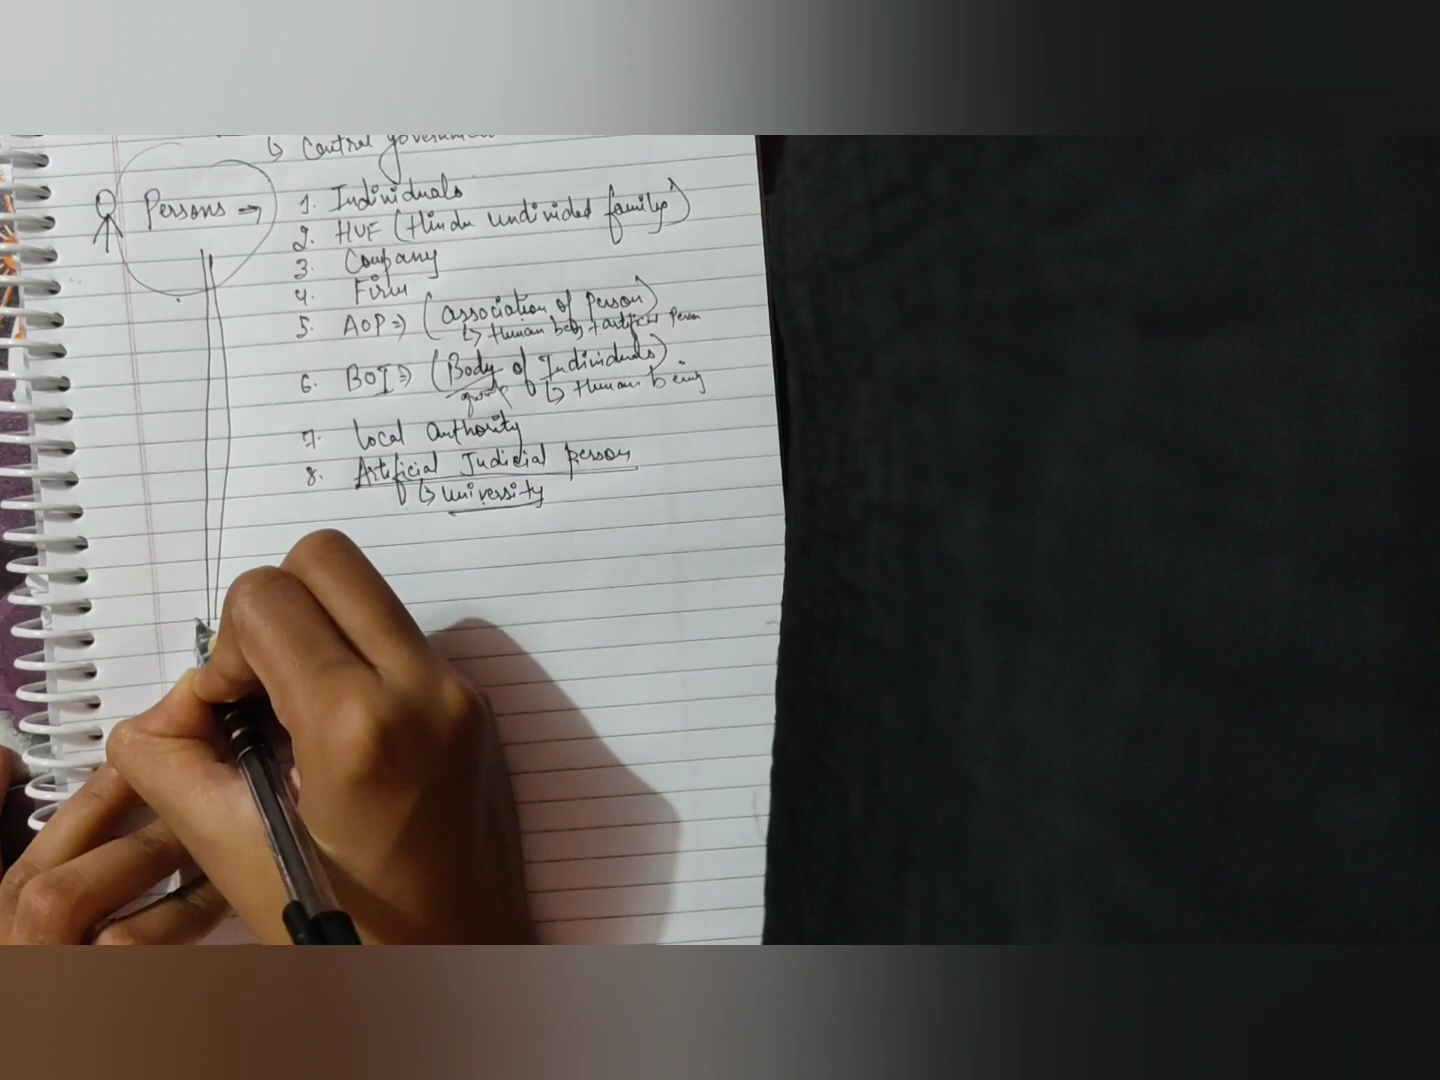 ↳ Central government
Persons → 1. Individuals
2. HUF (Hindu undivided family)
3. Company
4. Firm
5. AOP ⇒ (association of person)
↳ Human being + artificial person
6. BOI ⇒ (Body of Individuals).
group ↳ Human being
7. local authority
8. Artificial Judicial person
↳ University